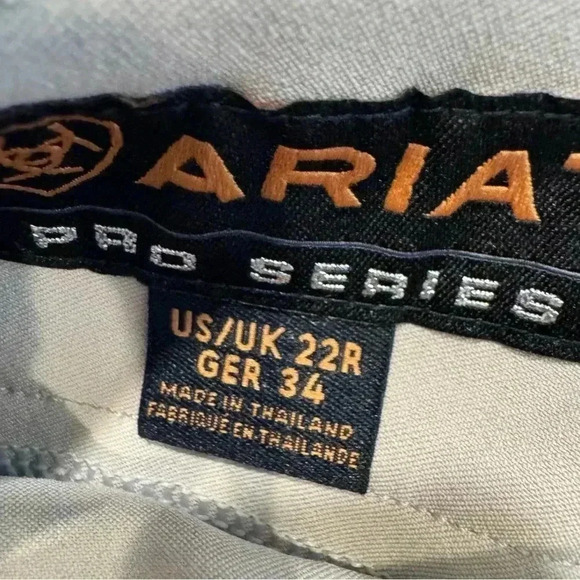 ARIAT
PRO SERIES
US/UK 22R
GER 34
MADE IN THAILAND
FABRIQUE EN THAILANDE